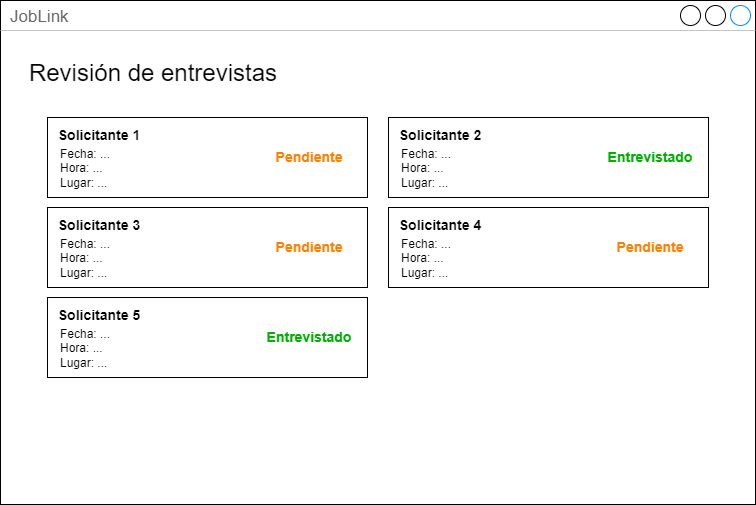 JobLink
Revisión de entrevistas
Solicitante 1
Fecha: ...
Hora: ...
Lugar: ...
Pendiente
Solicitante 2
Fecha: ...
Hora: ...
Lugar: ...
Entrevistado
Solicitante 3
Fecha: ...
Hora: ...
Lugar: ...
Pendiente
Solicitante 4
Fecha: ...
Hora: ...
Lugar: ...
Pendiente
Solicitante 5
Fecha: ...
Hora: ...
Lugar: ...
Entrevistado